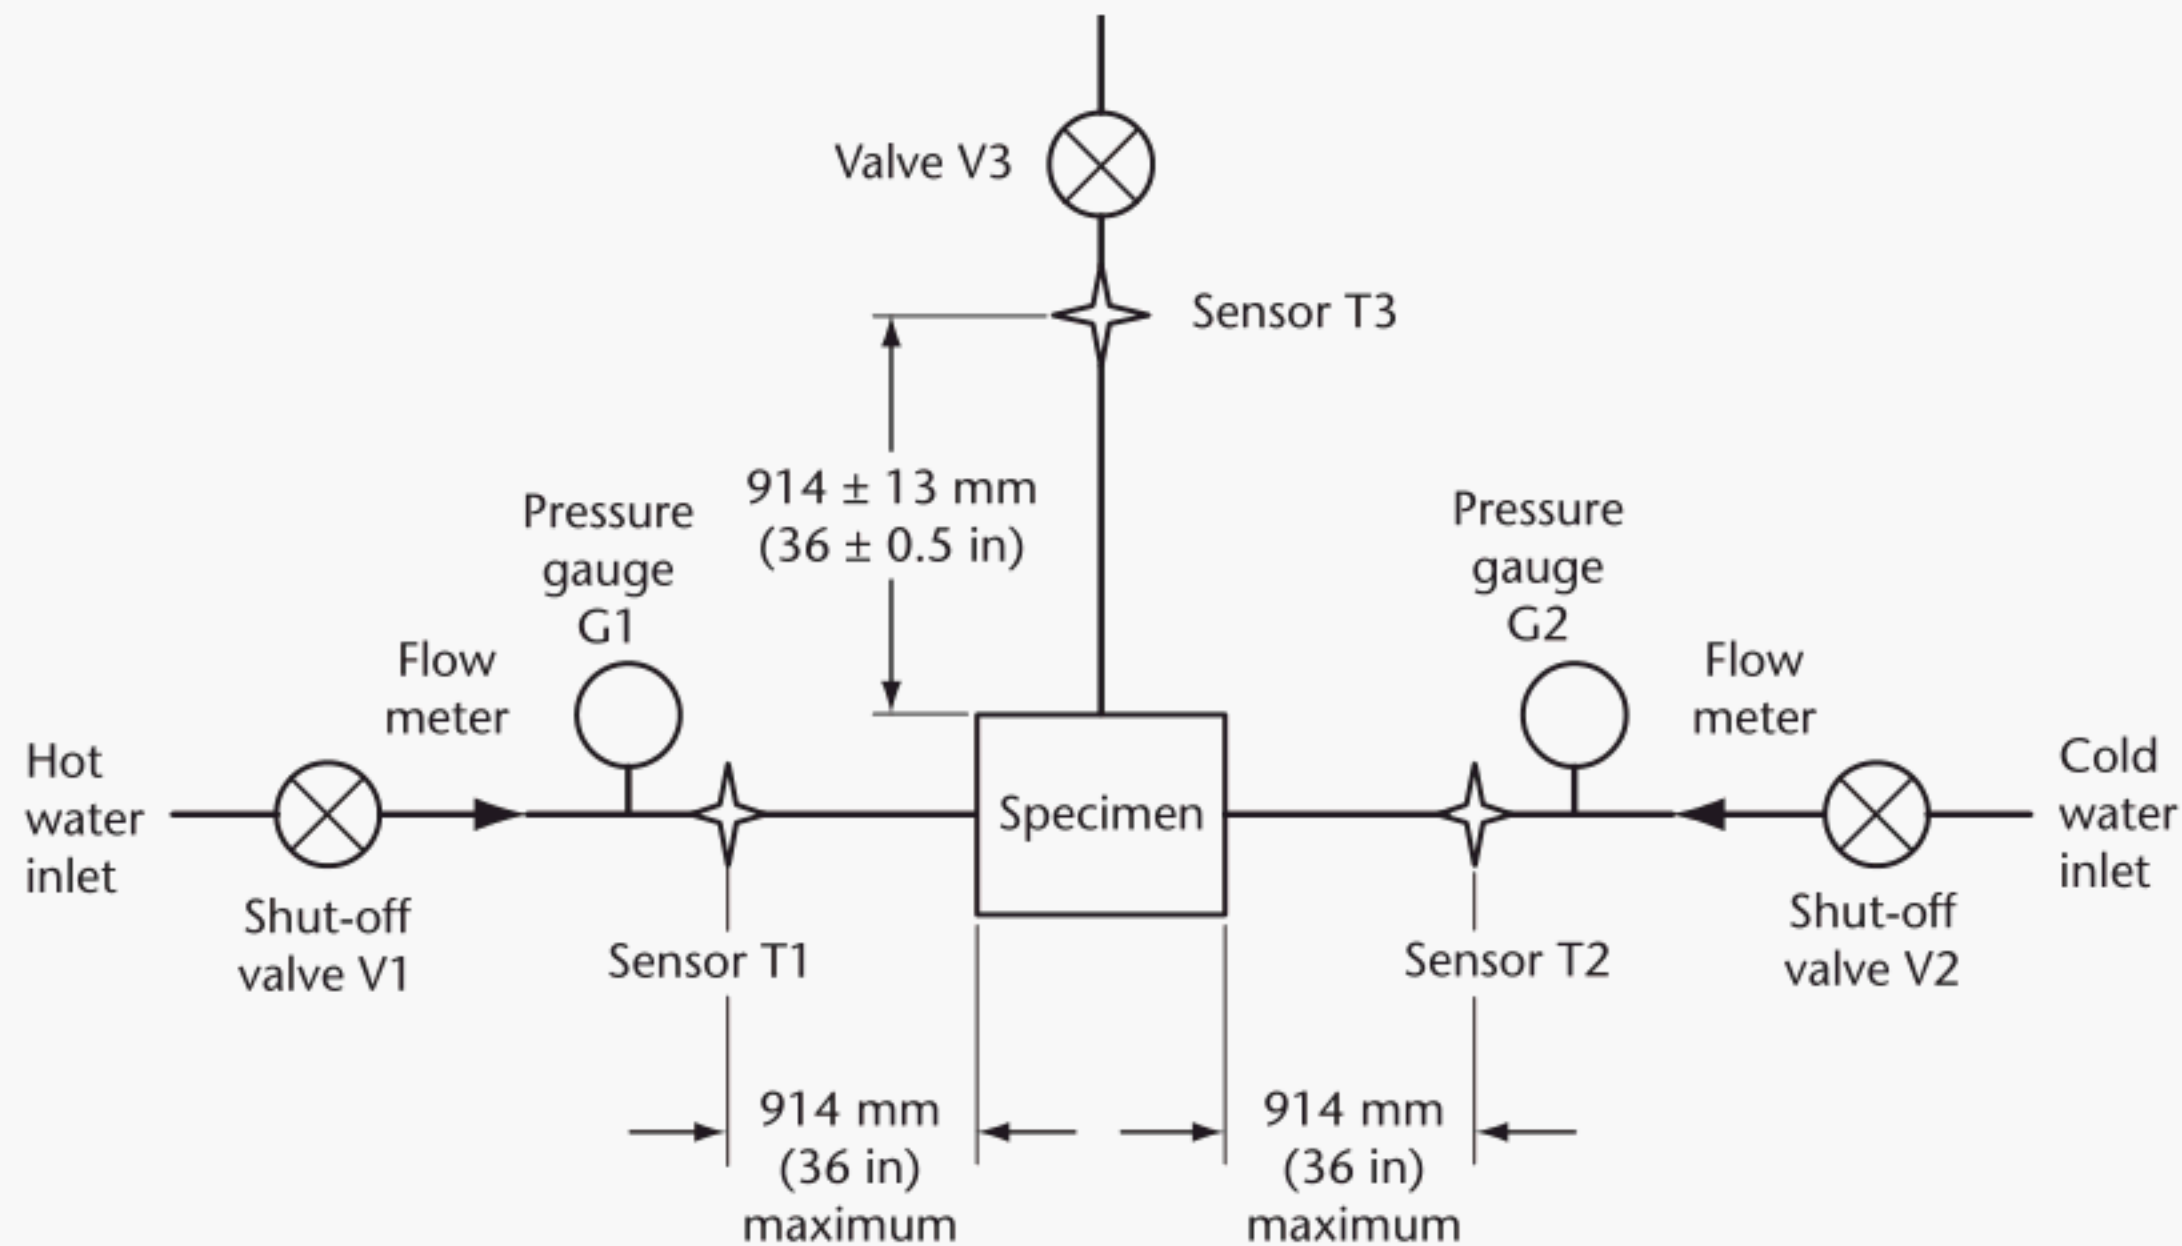 Valve V3
Sensor T3
914 ± 13 mm
(36 ± 0.5 in)
Pressure
gauge
G1
Pressure
gauge
G2
Flow
meter
Flow
meter
Hot
water
inlet
Cold
water
inlet
Specimen
Shut-off
valve V1
Sensor T1
Sensor T2
Shut-off
valve V2
914 mm
(36 in)
maximum
914 mm
(36 in)
maximum